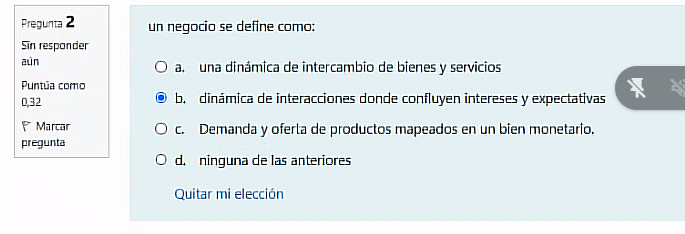 Pregunta 2
Sin responder
aún
Puntúa como
0,32
Marcar
pregunta
un negocio se define como:
a. una dinámica de intercambio de bienes y servicios
b. dinámica de interacciones donde confluyen intereses y expectativas
c. Demanda y oferta de productos mapeados en un bien monetario.
d. ninguna de las anteriores
Quitar mi elección